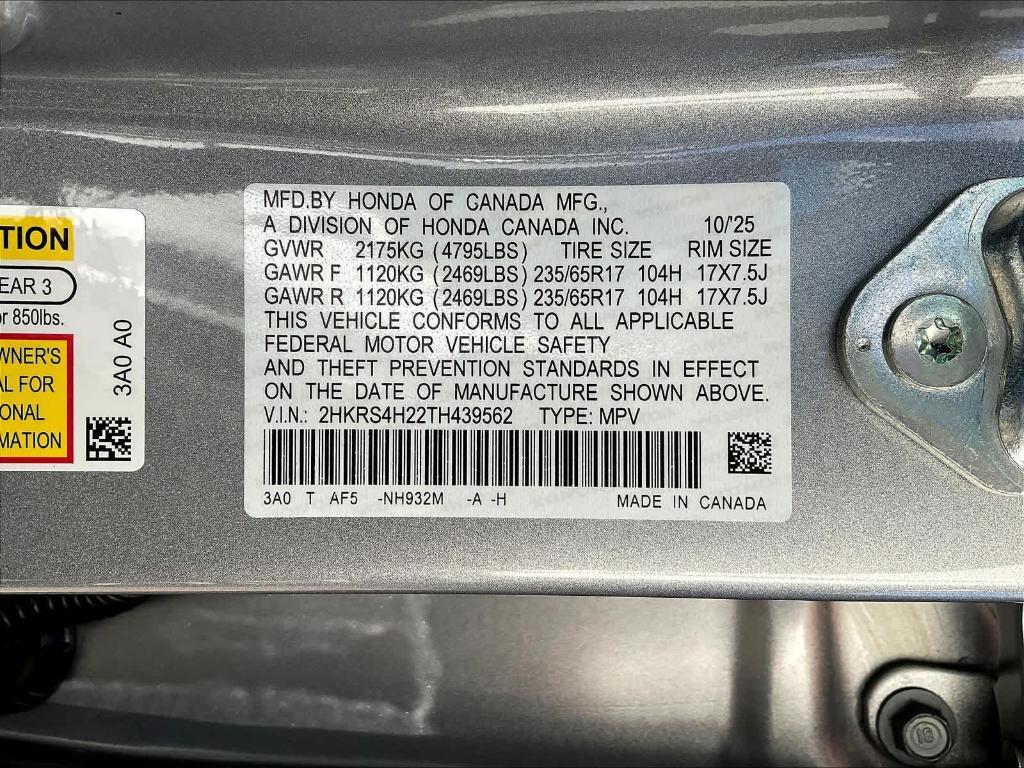 TION
EAR 3
or 850lbs.
WNER'S
AL FOR
ONAL
MATION
3A0 A0
MFD.BY HONDA OF CANADA MFG.,
A DIVISION OF HONDA CANADA INC. 10/'25
GVWR 2175KG (4795LBS) TIRE SIZE RIM SIZE
GAWR F 1120KG (2469LBS) 235/65R17 104H 17X7.5J
GAWR R 1120KG (2469LBS) 235/65R17 104H 17X7.5J
THIS VEHICLE CONFORMS TO ALL APPLICABLE
FEDERAL MOTOR VEHICLE SAFETY
AND THEFT PREVENTION STANDARDS IN EFFECT
ON THE DATE OF MANUFACTURE SHOWN ABOVE.
V.I.N.: 2HKRS4H22TH439562 TYPE: MPV
3A0 T AF5 -NH932M -A -H MADE IN CANADA
10